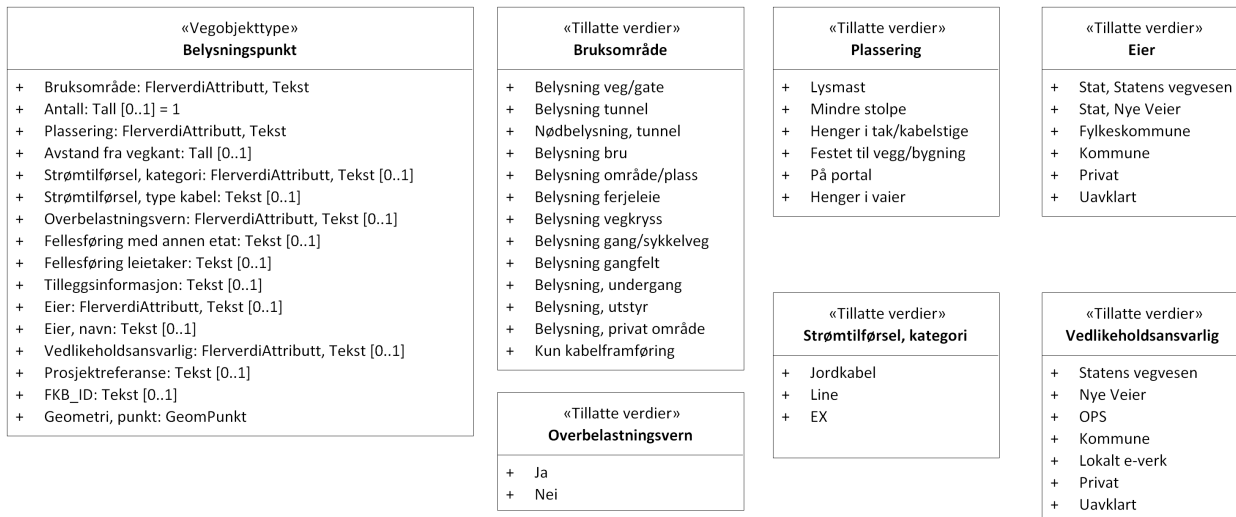 «Vegobjekttype»
Belysningspunkt
+ Bruksområde: FlerverdiAttributt, Tekst
+ Antall: Tall [0..1] = 1
+ Plassering: FlerverdiAttributt, Tekst
+ Avstand fra vegkant: Tall [0..1]
+ Strømtilførsel, kategori: FlerverdiAttributt, Tekst [0..1]
+ Strømtilførsel, type kabel: Tekst [0..1]
+ Overbelastningsvern: FlerverdiAttributt, Tekst [0..1]
+ Fellesføring med annen etat: Tekst [0..1]
+ Fellesføring leietaker: Tekst [0..1]
+ Tilleggsinformasjon: Tekst [0..1]
+ Eier: FlerverdiAttributt, Tekst [0..1]
+ Eier, navn: Tekst [0..1]
+ Vedlikeholdsansvarlig: FlerverdiAttributt, Tekst [0..1]
+ Prosjektreferanse: Tekst [0..1]
+ FKB_ID: Tekst [0..1]
+ Geometri, punkt: GeomPunkt
«Tillatte verdier»
Bruksområde
+ Belysning veg/gate
+ Belysning tunnel
+ Nødbelysning, tunnel
+ Belysning bru
+ Belysning område/plass
+ Belysning ferjeleie
+ Belysning vegkryss
+ Belysning gang/sykkelveg
+ Belysning gangfelt
+ Belysning, undergang
+ Belysning, utstyr
+ Belysning, privat område
+ Kun kabelframføring
«Tillatte verdier»
Overbelastningsvern
+ Ja
+ Nei
«Tillatte verdier»
Plassering
+ Lysmast
+ Mindre stolpe
+ Henger i tak/kabelstige
+ Festet til vegg/bygning
+ På portal
+ Henger i vaier
«Tillatte verdier»
Strømtilførsel, kategori
+ Jordkabel
+ Line
+ EX
«Tillatte verdier»
Eier
+ Stat, Statens vegvesen
+ Stat, Nye Veier
+ Fylkeskommune
+ Kommune
+ Privat
+ Uavklart
«Tillatte verdier»
Vedlikeholdsansvarlig
+ Statens vegvesen
+ Nye Veier
+ OPS
+ Kommune
+ Lokalt e-verk
+ Privat
+ Uavklart